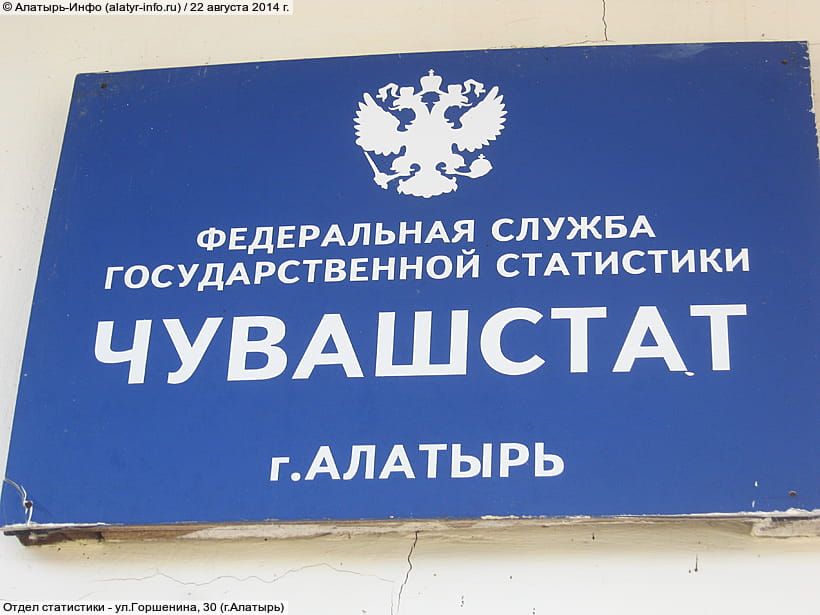 © Алатырь-Инфо (alatyr-info.ru) / 22 августа 2014 г.
ФЕДЕРАЛЬНАЯ СЛУЖБА
ГОСУДАРСТВЕННОЙ СТАТИСТИКИ
ЧУВАШСТАТ
г.АЛАТЫРЬ
Отдел статистики - ул.Горшенина, 30 (г.Алатырь)